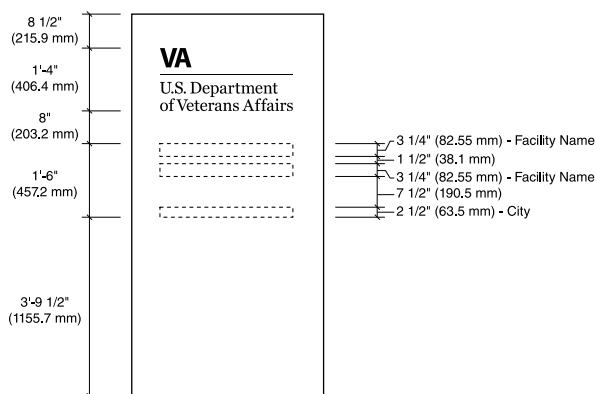 8 1/2"
(215.9 mm)
1'-4"
(406.4 mm)
8"
(203.2 mm)
1'-6"
(457.2 mm)
3'-9 1/2"
(1155.7 mm)
VA
U.S. Department
of Veterans Affairs
3 1/4" (82.55 mm) - Facility Name
1 1/2" (38.1 mm)
3 1/4" (82.55 mm) - Facility Name
7 1/2" (190.5 mm)
2 1/2" (63.5 mm) - City